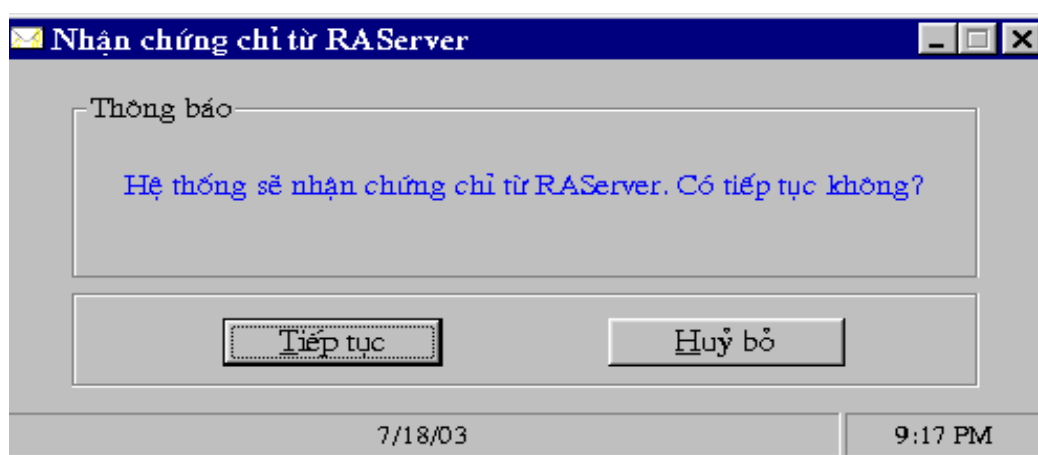 Nhận chứng chỉ từ RAServer
Thông báo
Hệ thống sẽ nhận chứng chỉ từ RAServer. Có tiếp tục không?
Tiếp tục
Huỷ bỏ
7/18/03
9:17 PM